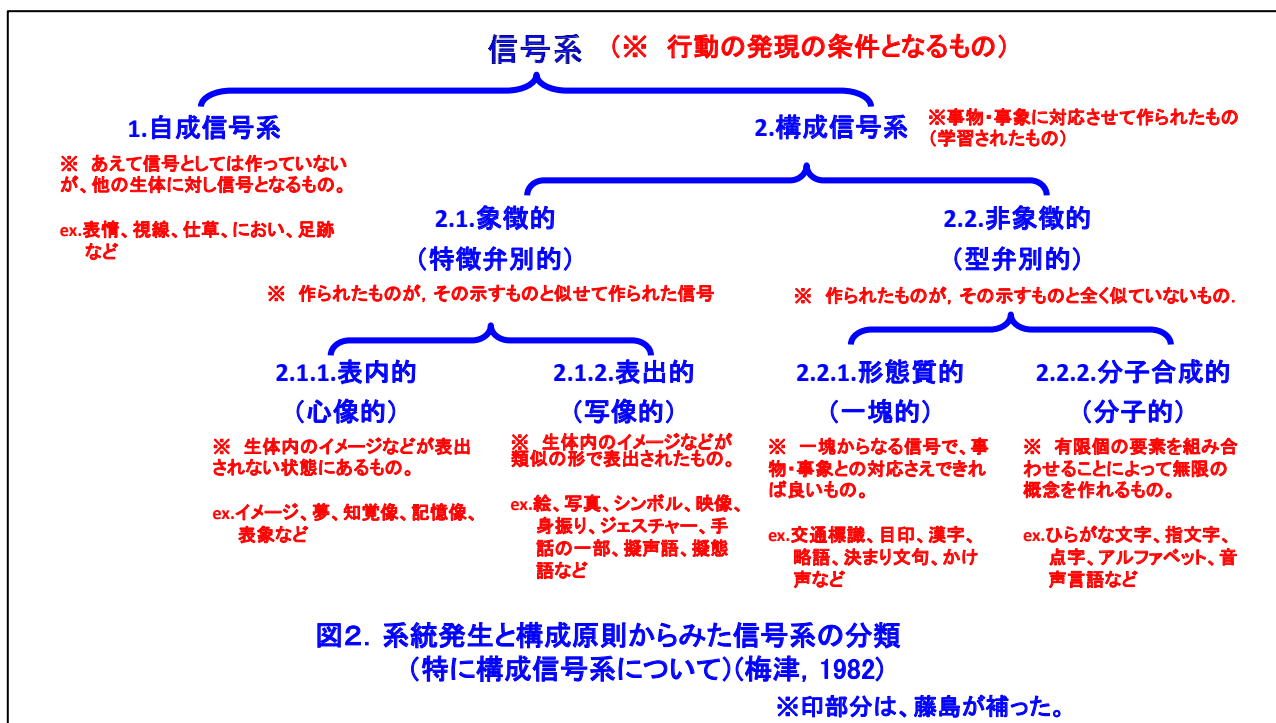 信号系 (※ 行動の発現の条件となるもの)
1.自成信号系
※ あえて信号としては作っていない
が、他の生体に対し信号となるもの。
ex.表情、視線、仕草、におい、足跡
など
2.構成信号系
※事物・事象に対応させて作られたもの
(学習されたもの)
2.1.象徴的
(特徴弁別的)
※ 作られたものが，その示すものと似せて作られた信号
2.2.非象徴的
(型弁別的)
※ 作られたものが，その示すものと全く似ていないもの.
2.1.1.表内的
(心像的)
※ 生体内のイメージなどが表出
されない状態にあるもの。
ex.イメージ、夢、知覚像、記憶像、
表象など
2.1.2.表出的
(写像的)
※ 生体内のイメージなどが
類似の形で表出されたもの。
ex.絵、写真、シンボル、映像、
身振り、ジェスチャー、手
話の一部、擬声語、擬態
語など
2.2.1.形態質的
(一塊的)
※ 一塊からなる信号で、事
物・事象との対応さえできれ
ば良いもの。
ex.交通標識、目印、漢字、
略語、決まり文句、かけ
声など
2.2.2.分子合成的
(分子的)
※ 有限個の要素を組み合
わせることによって無限の
概念を作れるもの。
ex.ひらがな文字、指文字、
点字、アルファベット、音
声言語など
図２．系統発生と構成原則からみた信号系の分類
(特に構成信号系について)(梅津，1982)
※印部分は、藤島が補った。